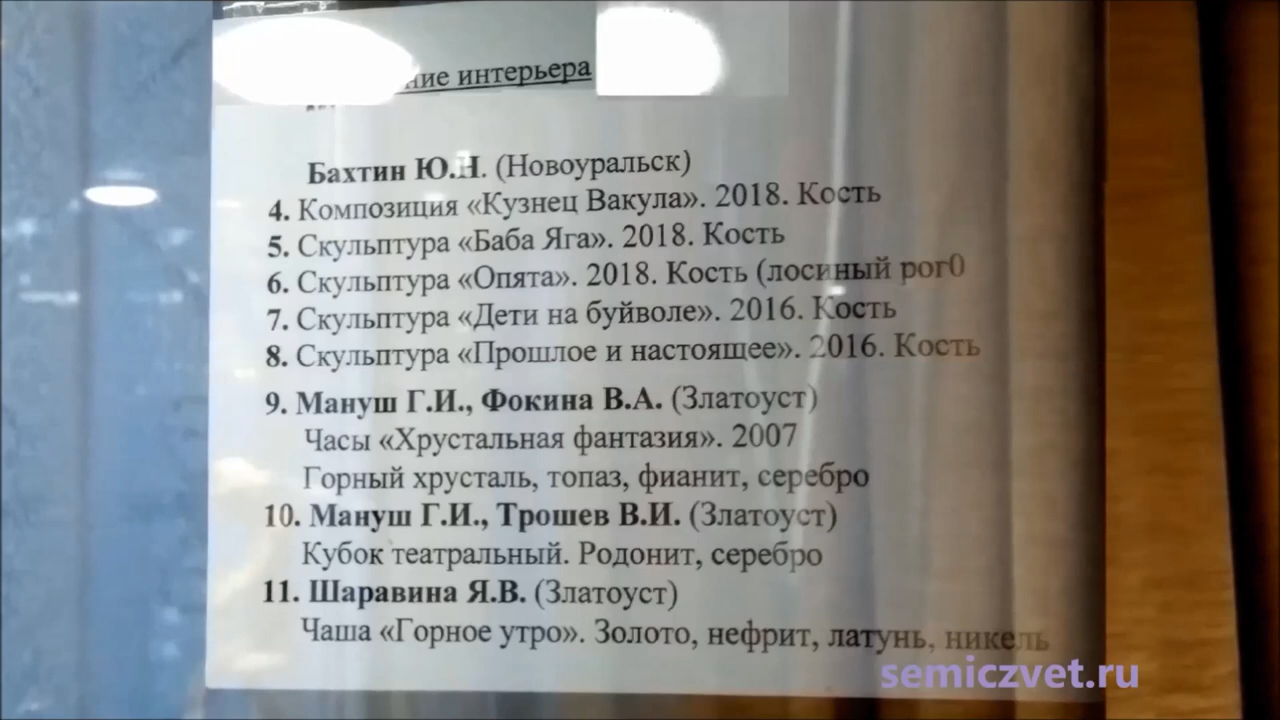 интерьера
Бахтин Ю.Н. (Новоуральск)
4. Композиция «Кузнец Вакула». 2018. Кость
5. Скульптура «Баба Яга». 2018. Кость
6. Скульптура «Опята». 2018. Кость (лосиный рог0
7. Скульптура «Дети на буйволе». 2016. Кость
8. Скульптура «Прошлое и настоящее». 2016. Кость
9. Мануш Г.И., Фокина В.А. (Златоуст)
Часы «Хрустальная фантазия». 2007
Горный хрусталь, топаз, фианит, серебро
10. Мануш Г.И., Трошев В.И. (Златоуст)
Кубок театральный. Родонит, серебро
11. Шаравина Я.В. (Златоуст)
Чаша «Горное утро». Золото, нефрит, латунь, никель
semiczvet.ru